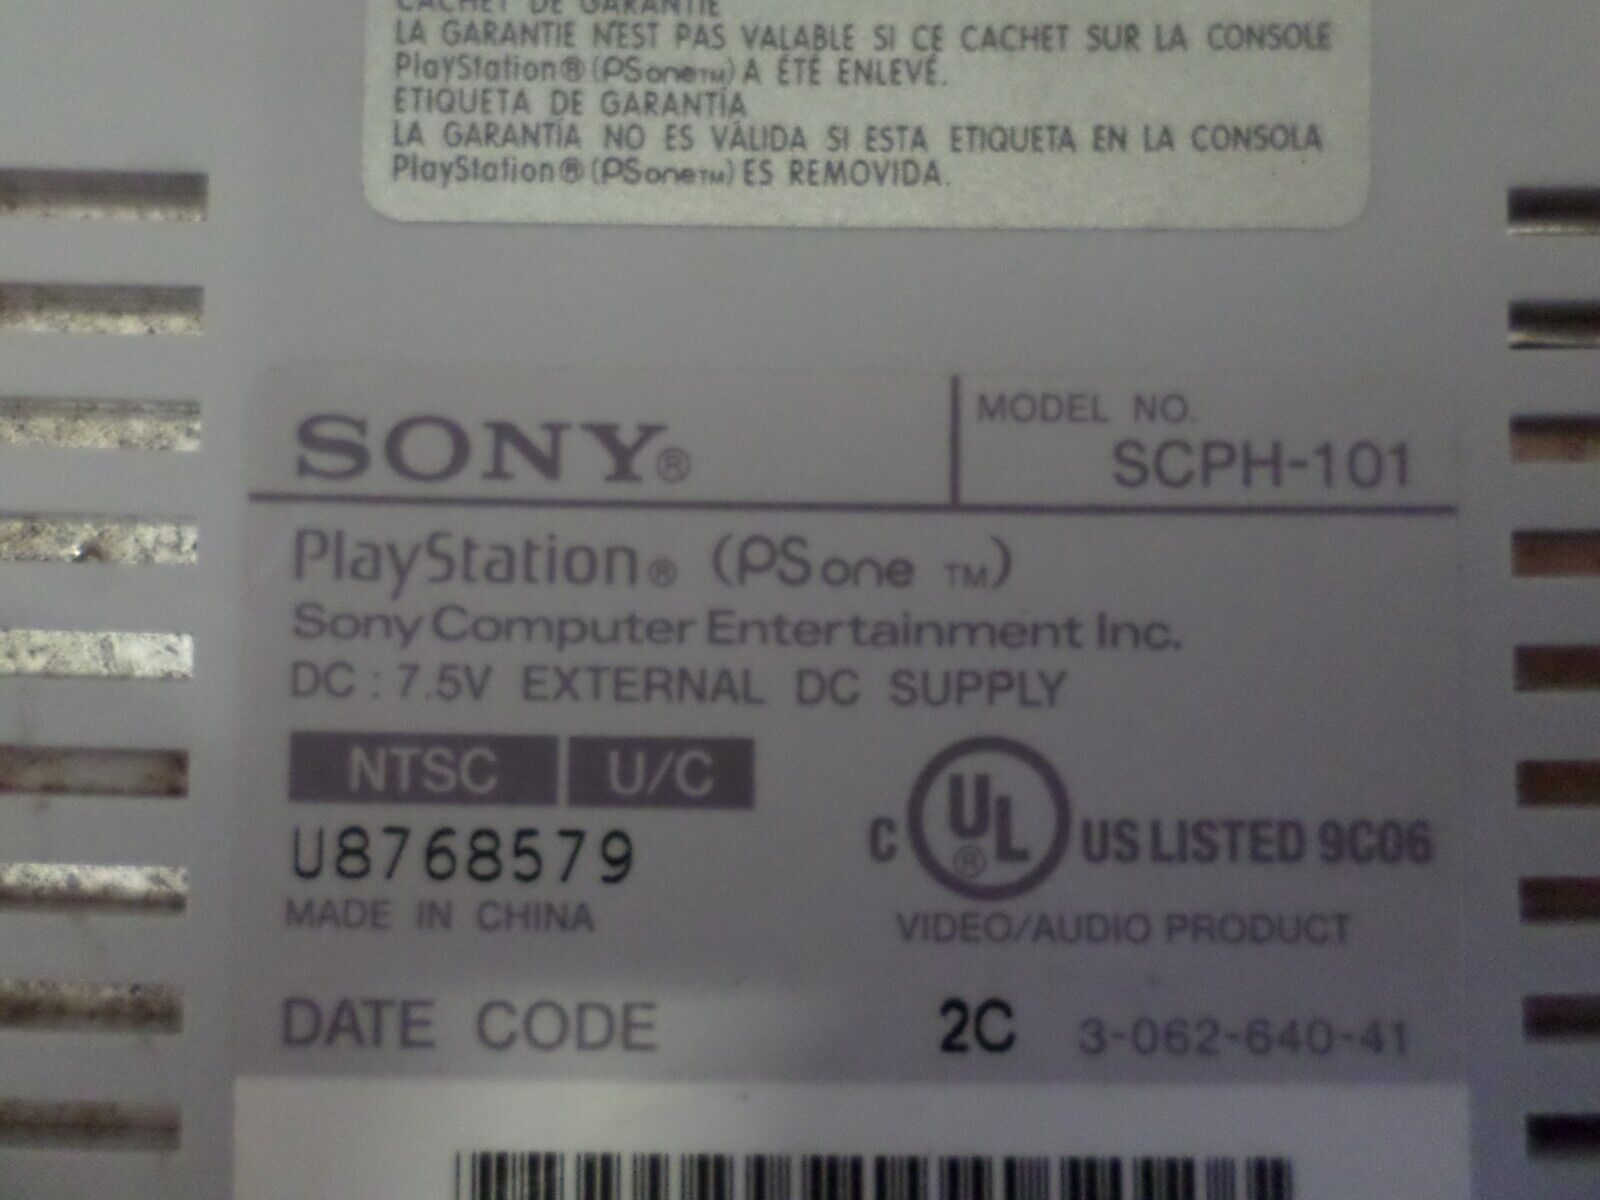 CACHET DE GARANTIE
LA GARANTIE N'EST PAS VALABLE SI CE CACHET SUR LA CONSOLE
PlayStation® (PSone™) A ÉTÉ ENLEVÉ.
ETIQUETA DE GARANTÍA
LA GARANTÍA NO ES VÁLIDA SI ESTA ETIQUETA EN LA CONSOLA
PlayStation® (PSone™) ES REMOVIDA.
SONY®
MODEL NO.
SCPH-101
PlayStation® (PSone ™)
Sony Computer Entertainment Inc.
DC : 7.5V EXTERNAL DC SUPPLY
NTSC U/C
U8768579
MADE IN CHINA
C UL® US LISTED 9C06
VIDEO/AUDIO PRODUCT
DATE CODE 2C 3-062-640-41